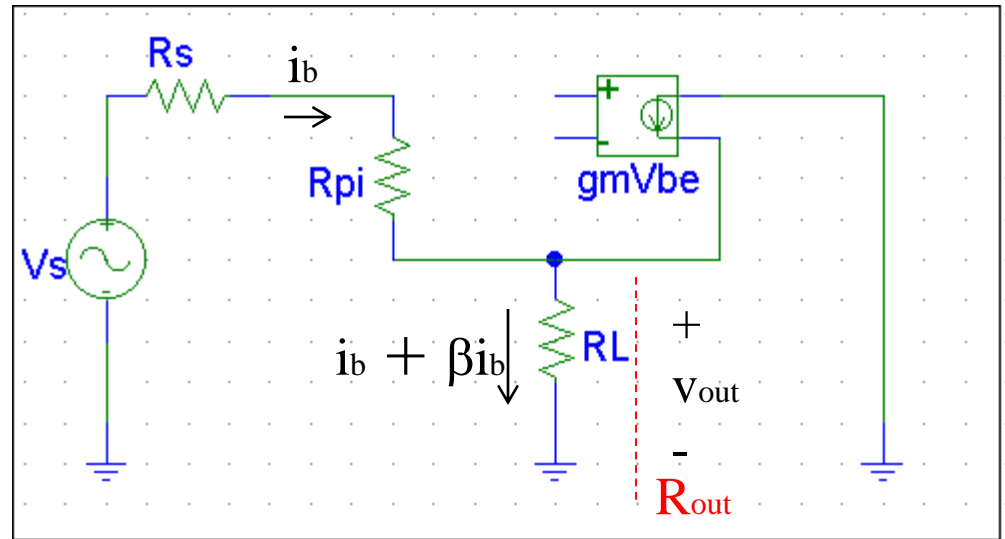 Rs
ib
+
-
Rpi
gmVbe
+
Vs
-
ib + βib
RL
+
vout
-
Rout